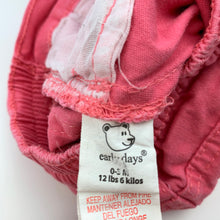 early days
0-3 M
12 lbs 6 kilos
KEEP AWAY FROM FIRE
MANTENER ALEJADO
DEL FUEGO